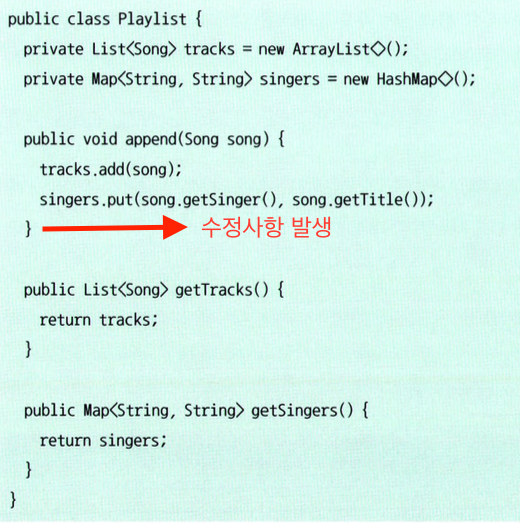 public class Playlist {
private List<Song> tracks = new ArrayList<>();
private Map<String, String> singers = new HashMap<>();
public void append(Song song) {
tracks.add(song);
singers.put(song.getSinger(), song.getTitle());
} 수정사항 발생
public List<Song> getTracks() {
return tracks;
}
public Map<String, String> getSingers() {
return singers;
}
}